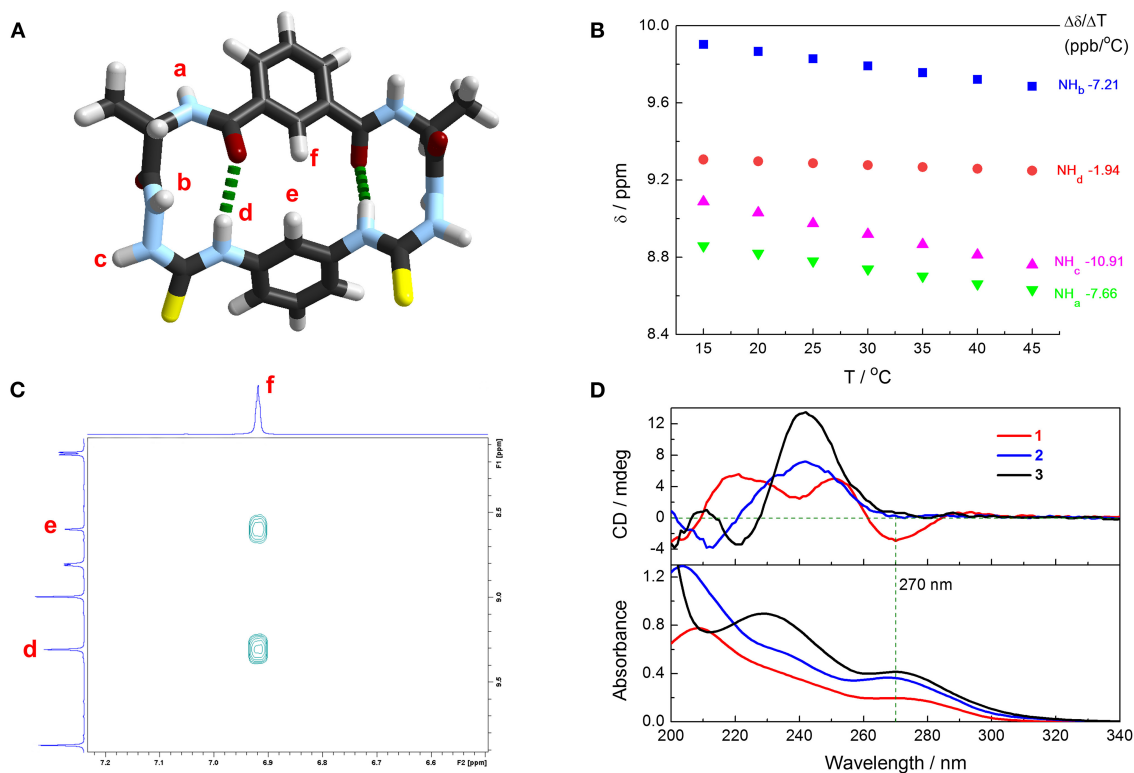 A
a
f
b
e
d
c
B
Δδ/ΔT
(ppb/°C)
10.0
9.6
9.2
8.8
8.4
δ / ppm
NHb -7.21
NHd -1.94
NHc -10.91
NHa -7.66
15 20 25 30 35 40 45
T / °C
C
f
e
d
F1 [ppm]
8.5
9.0
9.5
7.2 7.1 7.0 6.9 6.8 6.7 6.6 F2 [ppm]
D
12
8
4
0
-4
CD / mdeg
1
2
3
270 nm
1.2
0.8
0.4
0.0
Absorbance
200 220 240 260 280 300 320 340
Wavelength / nm